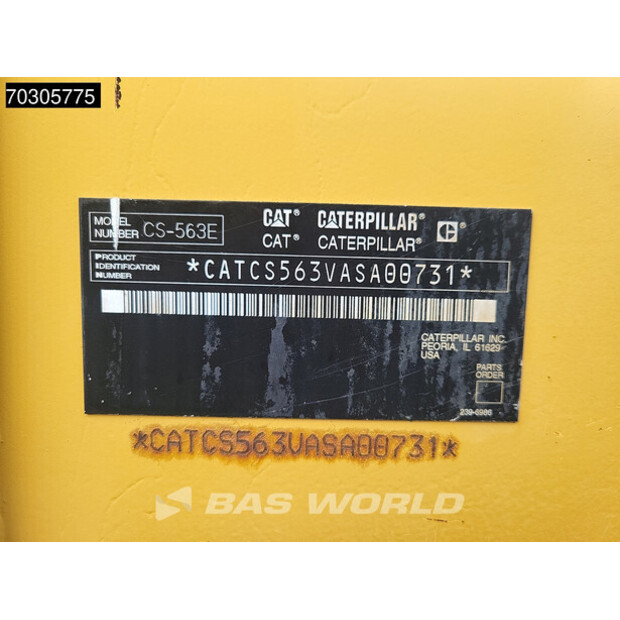 70305775
MODEL NUMBER CS-563E
CAT® CATERPILLAR® C
CAT® CATERPILLAR®
PRODUCT IDENTIFICATION NUMBER *CATCS563VASA00731*
CATERPILLAR INC.
PEORIA, IL 61629-
USA
PARTS
ORDER
239-6986
*CATCS563VASA00731*
BAS WORLD